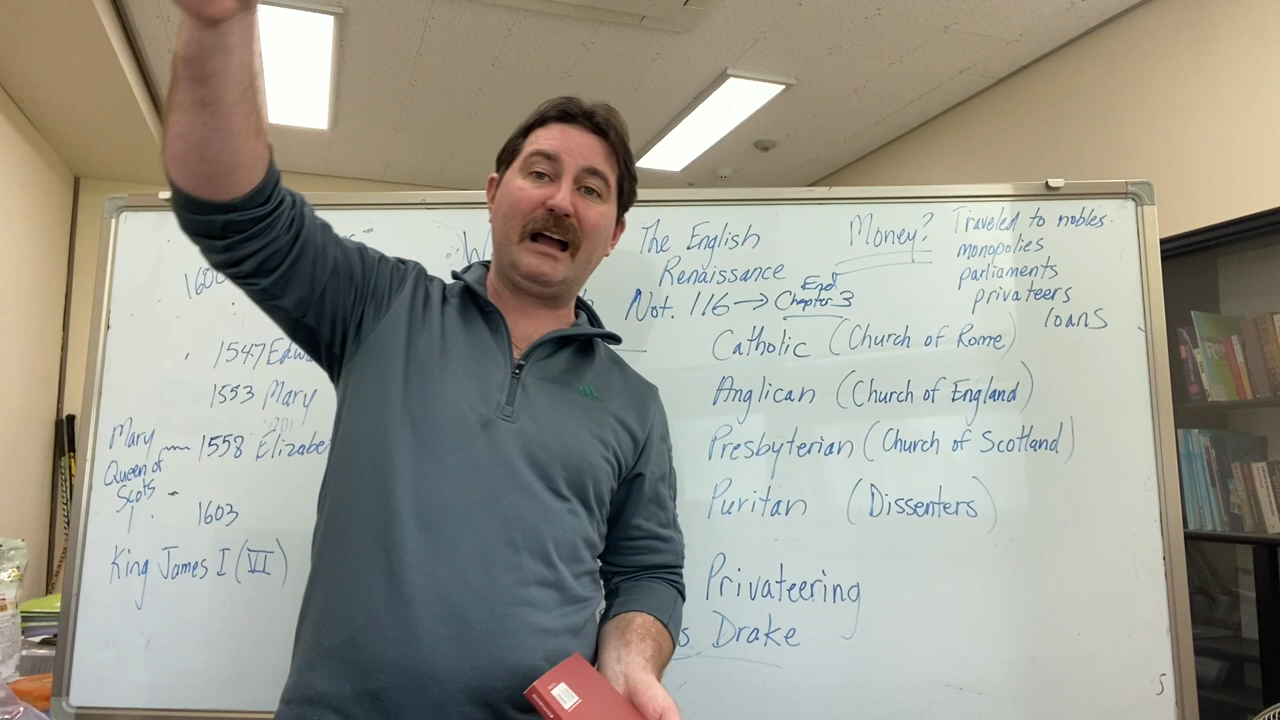 1600
1547 Edw
1553 Mary
Mary
Queen of
Scots
1558 Elizabe
1603
King James I (VI)
The English
Renaissance
Not. 116 → End
Chapter 3
Money?
Traveled to nobles.
monopolies
parliaments
privateers
loans
Catholic (Church of Rome)
Anglican (Church of England)
Presbyterian (Church of Scotland)
Puritan (Dissenters)
Privateering
s Drake